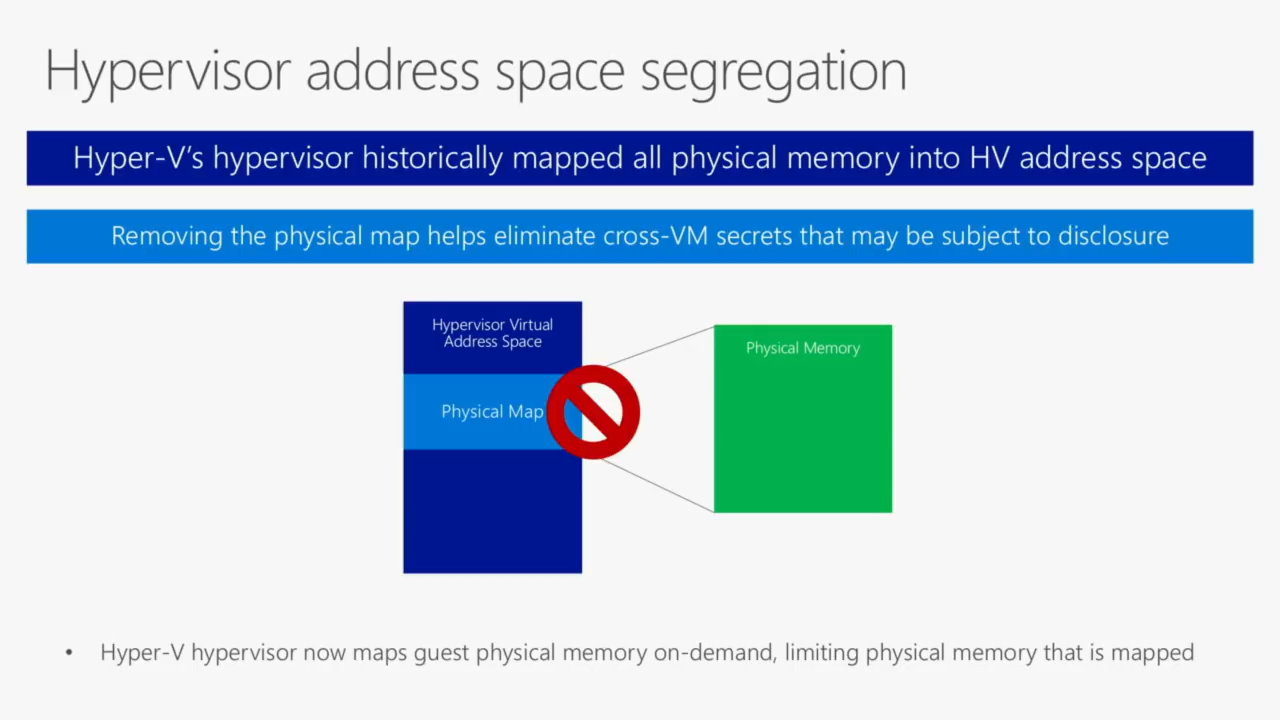 Hypervisor address space segregation
Hyper-V's hypervisor historically mapped all physical memory into HV address space
Removing the physical map helps eliminate cross-VM secrets that may be subject to disclosure
Hypervisor Virtual
Address Space
Physical Map
Physical Memory
• Hyper-V hypervisor now maps guest physical memory on-demand, limiting physical memory that is mapped